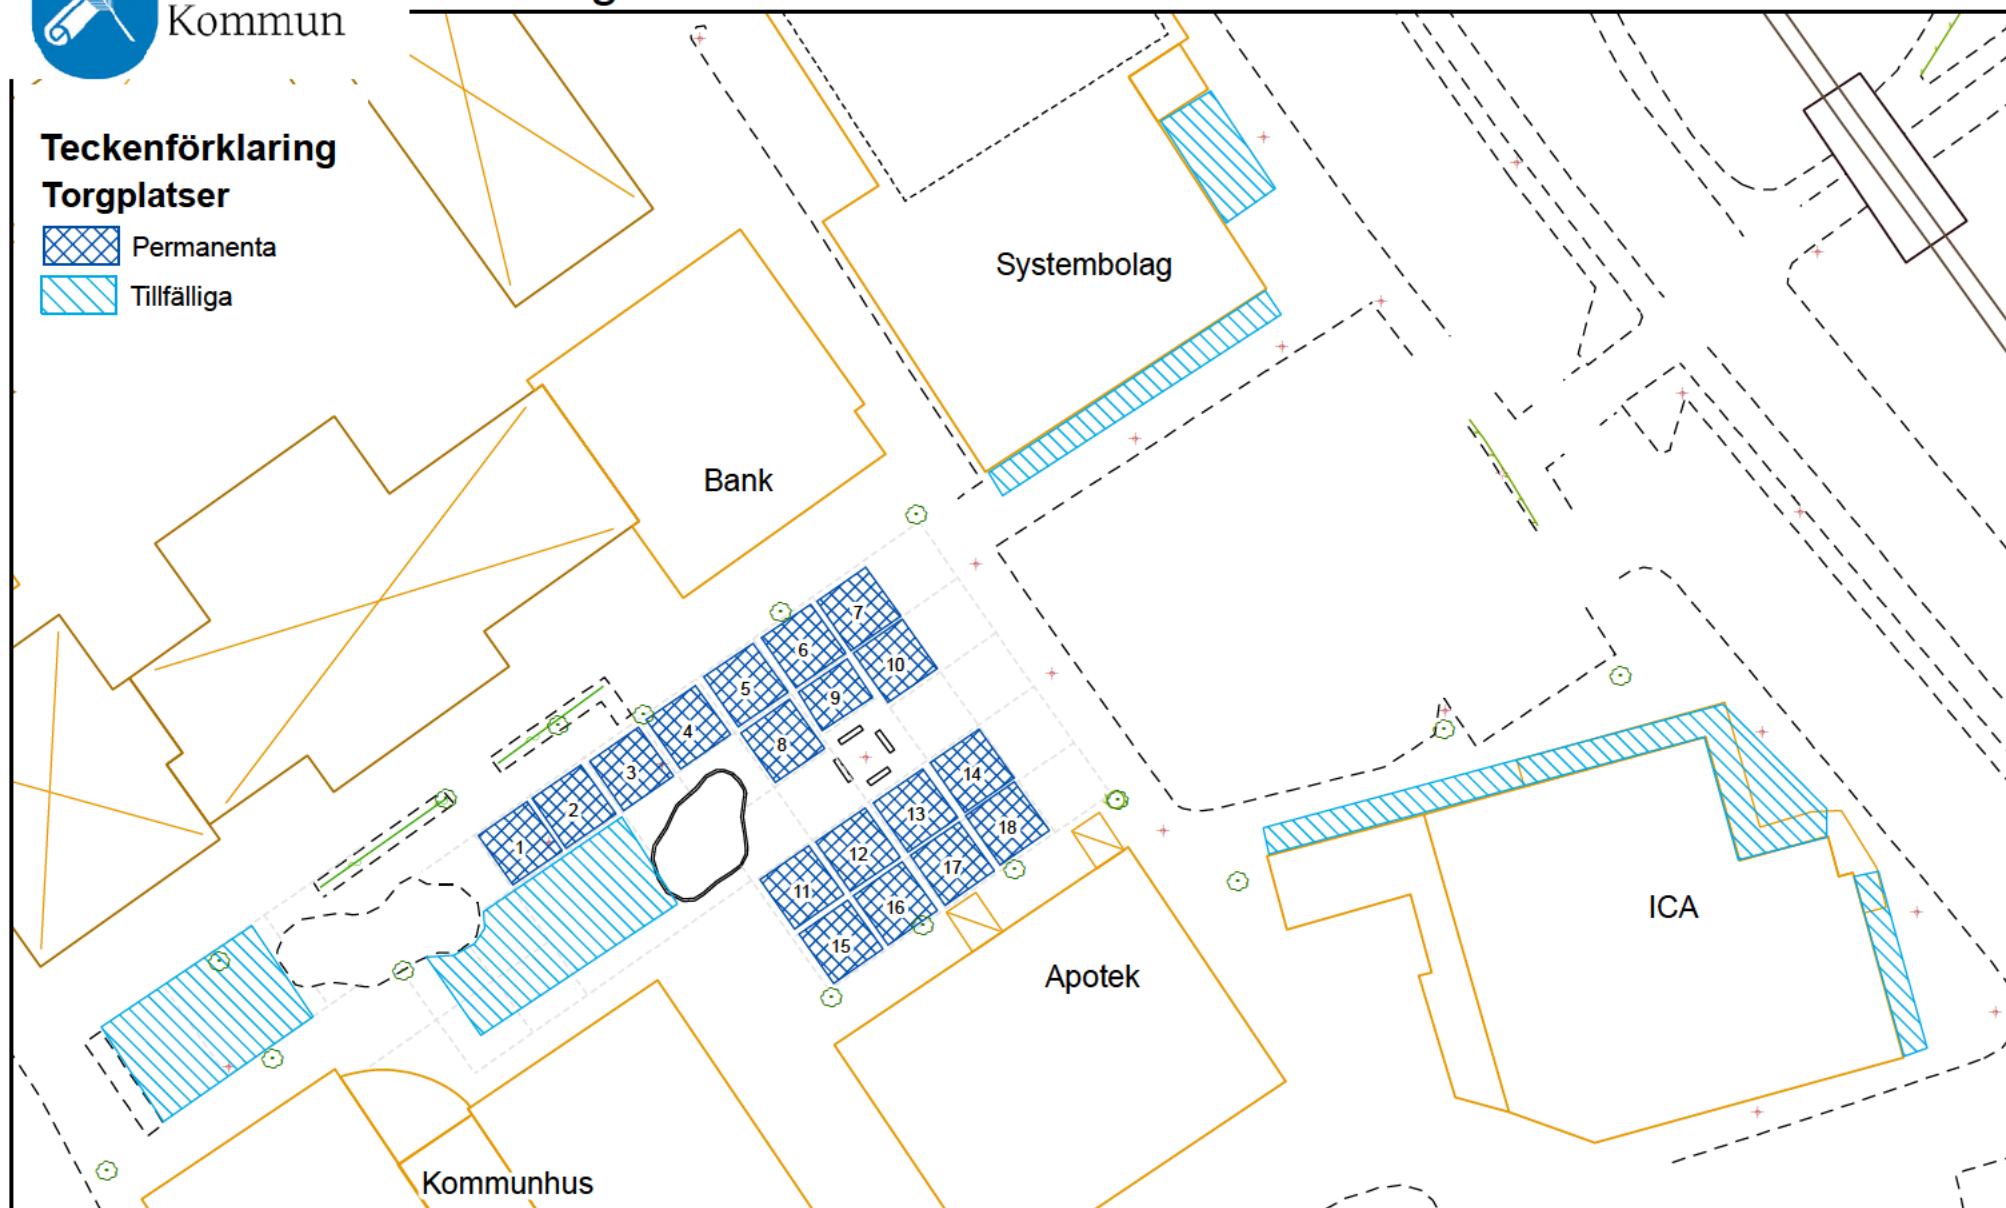 Kommun
Teckenförklaring
Torgplatser
Permanenta
Tillfälliga
Systembolag
Bank
7
6
10
5
9
4
8
3
14
2
13
18
1
12
17
11
16
15
ICA
Apotek
Kommunhus